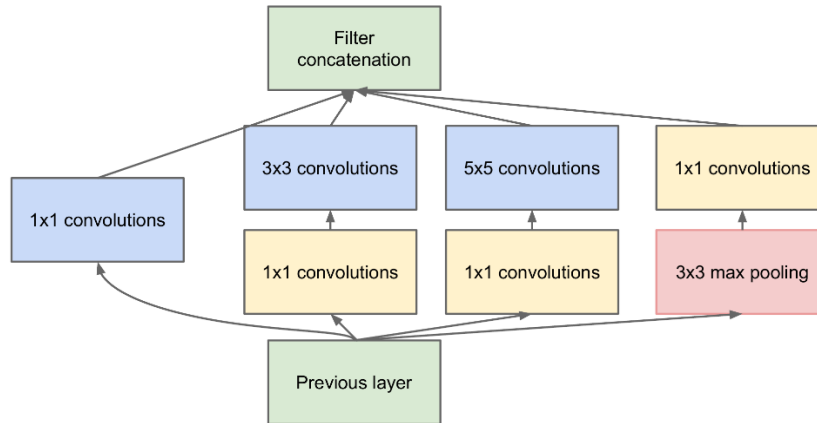 Filter
concatenation
3x3 convolutions
5x5 convolutions
1x1 convolutions
1x1 convolutions
1x1 convolutions
1x1 convolutions
3x3 max pooling
Previous layer